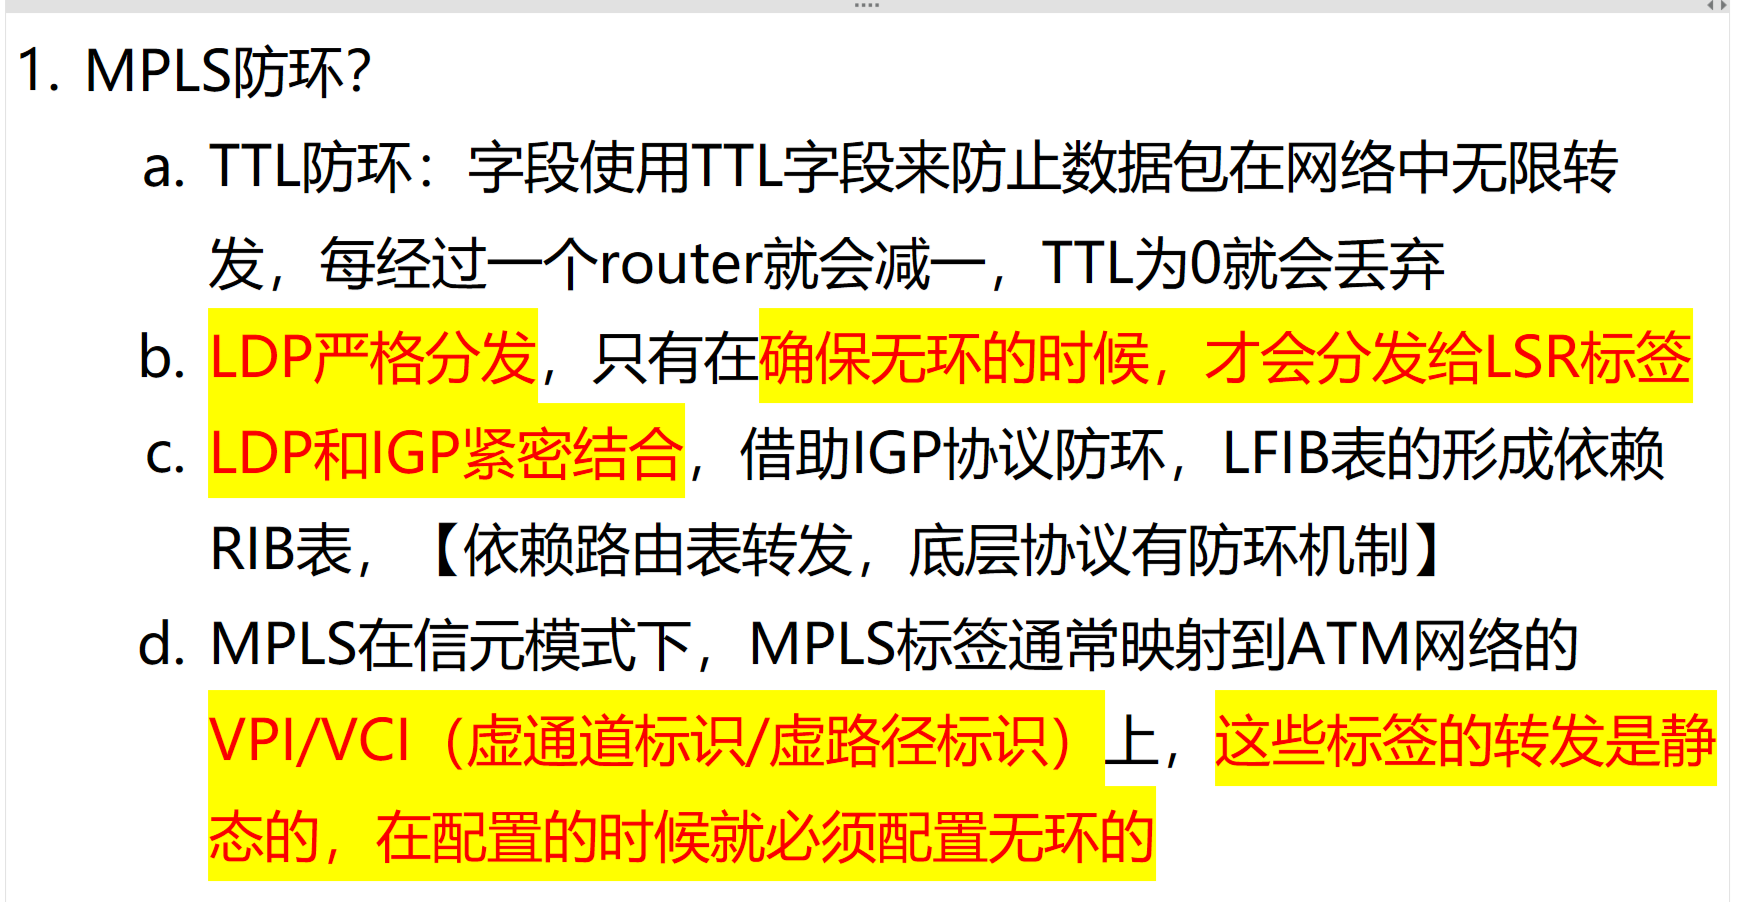 1. MPLS防环?
a. TTL防环：字段使用TTL字段来防止数据包在网络中无限转
发，每经过一个router就会减一，TTL为0就会丢弃
b. LDP严格分发，只有在确保无环的时候，才会分发给LSR标签
c. LDP和IGP紧密结合，借助IGP协议防环，LFIB表的形成依赖
RIB表，【依赖路由表转发，底层协议有防环机制】
d. MPLS在信元模式下，MPLS标签通常映射到ATM网络的
VPI/VCI（虚通道标识/虚路径标识）上，这些标签的转发是静
态的，在配置的时候就必须配置无环的